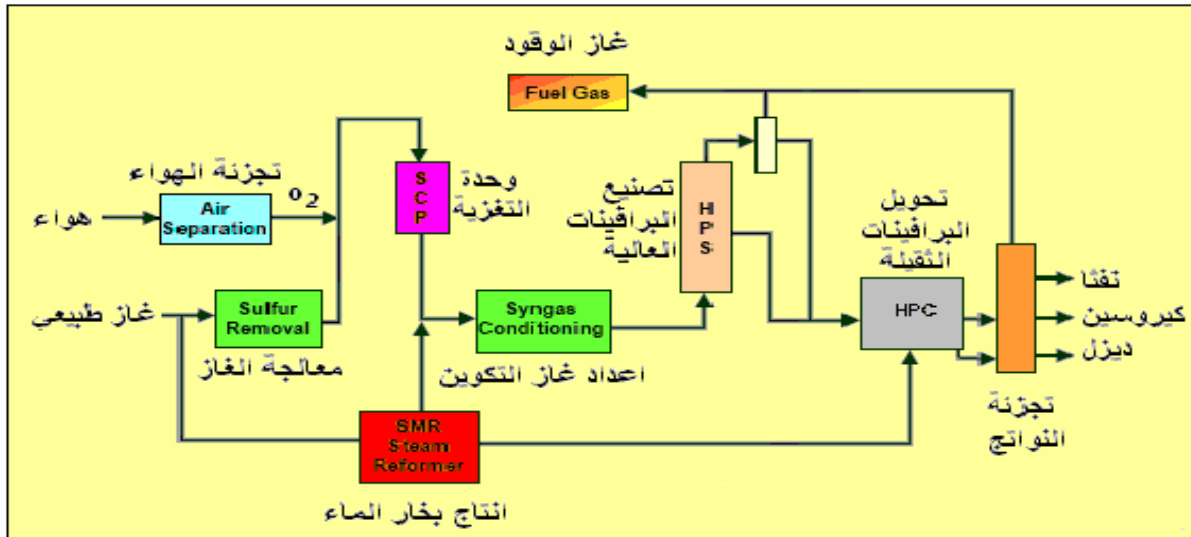 غاز الوقود
Fuel Gas
تجزئة الهواء
O2
هواء
Air
Separation
S
C
P
وحدة
التغزية
تصنيع
البرافينات
العالية
H
P
S
تحويل
البرافينات
الثقيلة
HPC
نفثا
كيروسين
ديزل
تجزئة
النواتج
غاز طبيعي
Sulfur
Removal
معالجة الغاز
Syngas
Conditioning
اعداد غاز التكوين
SMR
Steam
Reformer
انتاج بخار الماء